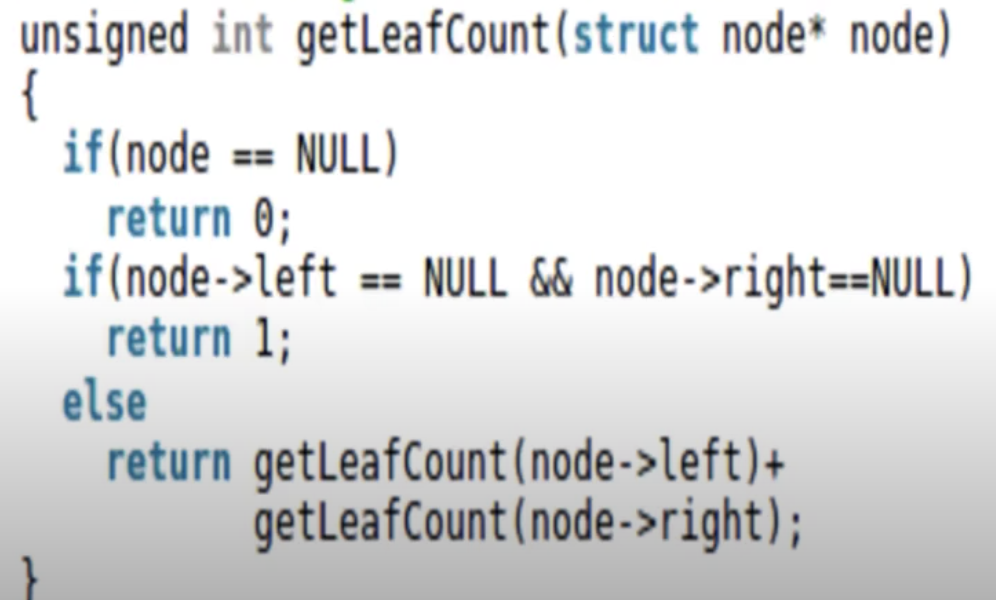 unsigned int getLeafCount(struct node* node)
{
if(node == NULL)
return 0;
if(node->left == NULL && node->right==NULL)
return 1;
else
return getLeafCount(node->left)+
getLeafCount(node->right);
}